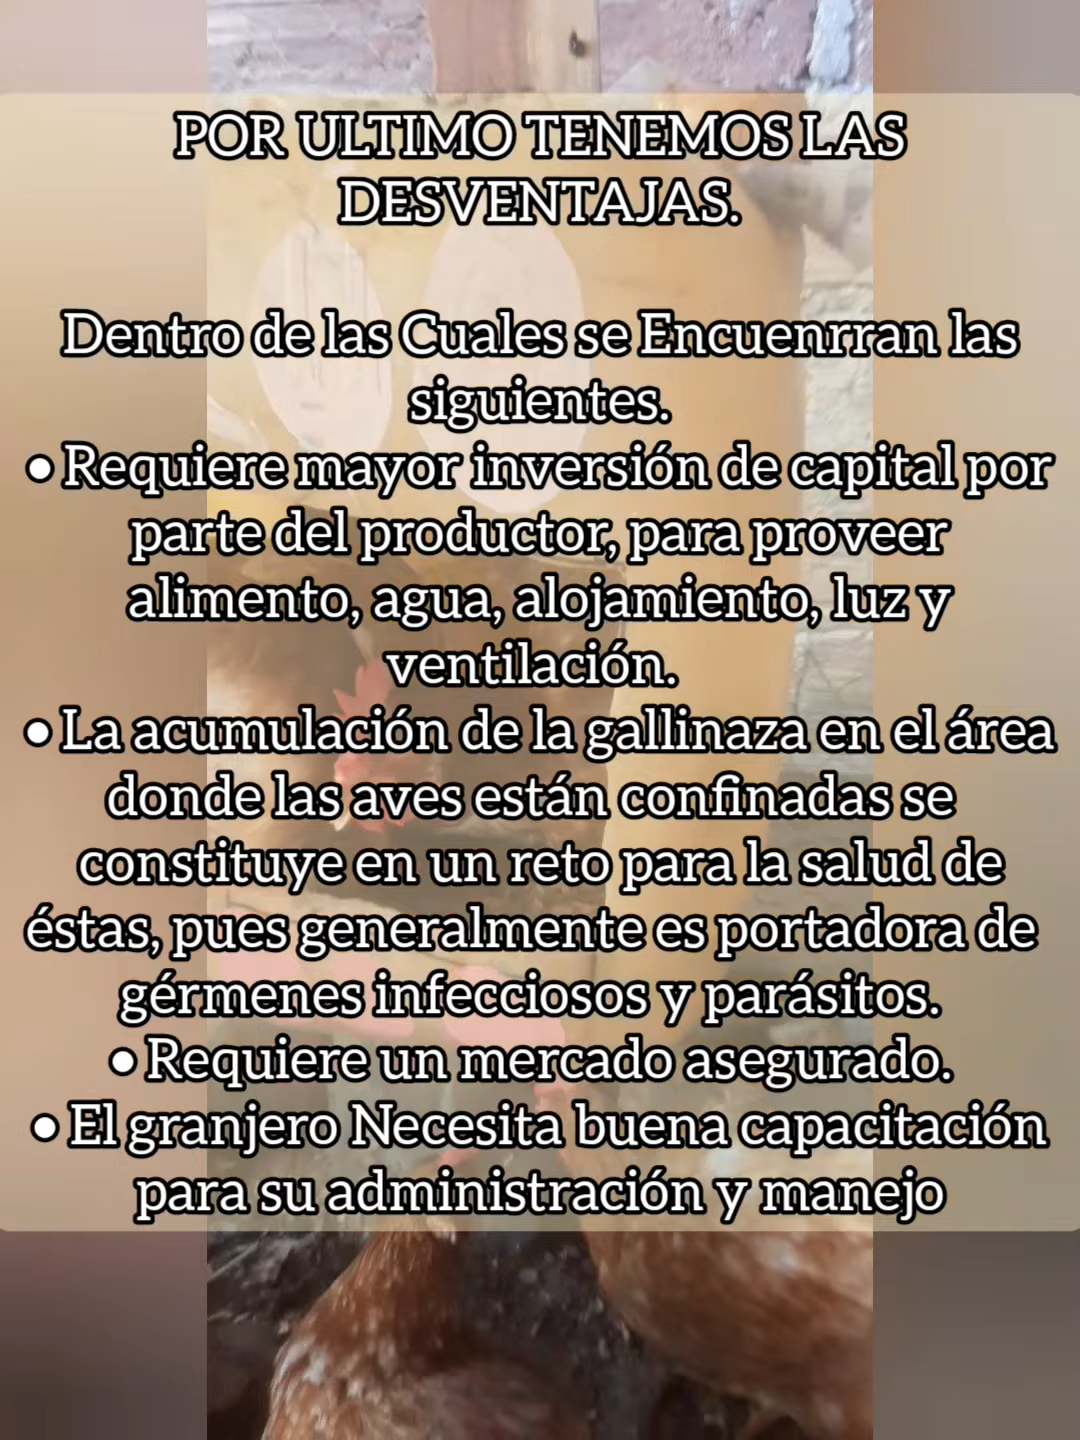 POR ULTIMO TENEMOS LAS
DESVENTAJAS.
Dentro de las Cuales se Encuenrran las
siguientes.
• Requiere mayor inversión de capital por
parte del productor, para proveer
alimento, agua, alojamiento, luz y
ventilación.
• La acumulación de la gallinaza en el área
donde las aves están confinadas se
constituye en un reto para la salud de
éstas, pues generalmente es portadora de
gérmenes infecciosos y parásitos.
• Requiere un mercado asegurado.
• El granjero Necesita buena capacitación
para su administración y manejo